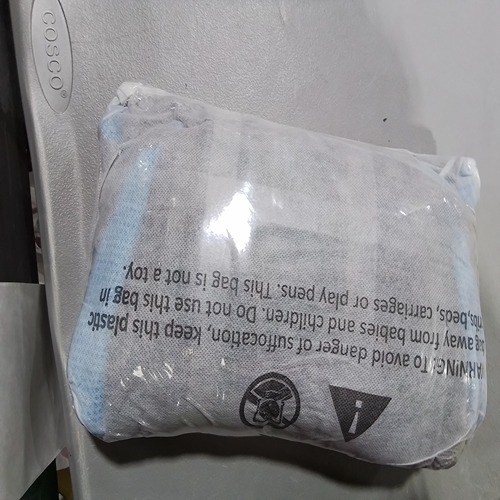 COSCO®
WARNING: To avoid danger of suffocation, keep this plastic
bag away from babies and children. Do not use this bag in
cribs, beds, carriages or play pens. This bag is not a toy.